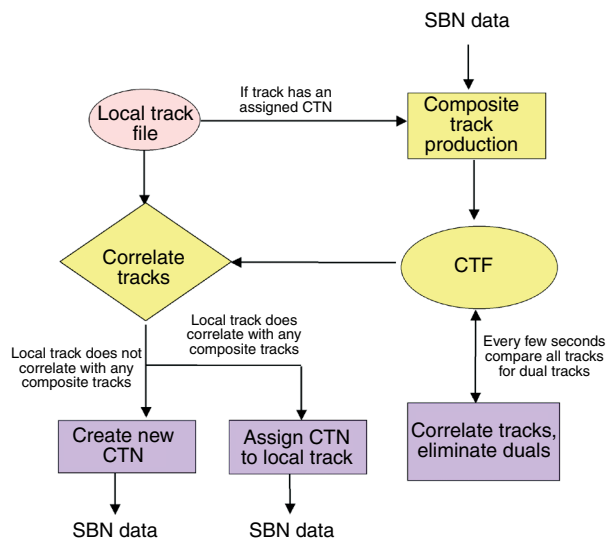 SBN data
If track has an
assigned CTN
Local track
file
Composite
track
production
Correlate
tracks
CTF
Local track does
correlate with any
composite tracks
Local track does not
correlate with any
composite tracks
Every few seconds
compare all tracks
for dual tracks
Create new
CTN
Assign CTN
to local track
Correlate tracks,
eliminate duals
SBN data
SBN data